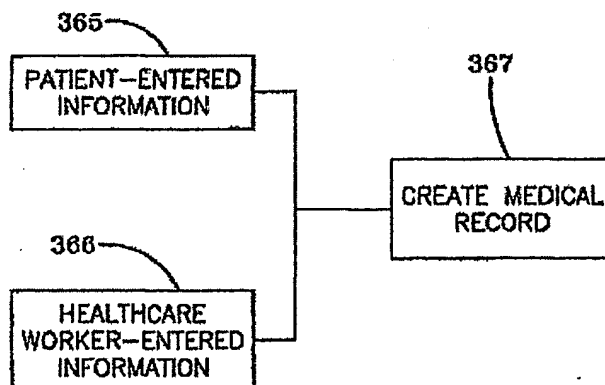 365
PATIENT-ENTERED
INFORMATION
367
CREATE MEDICAL
RECORD
366
HEALTHCARE
WORKER-ENTERED
INFORMATION